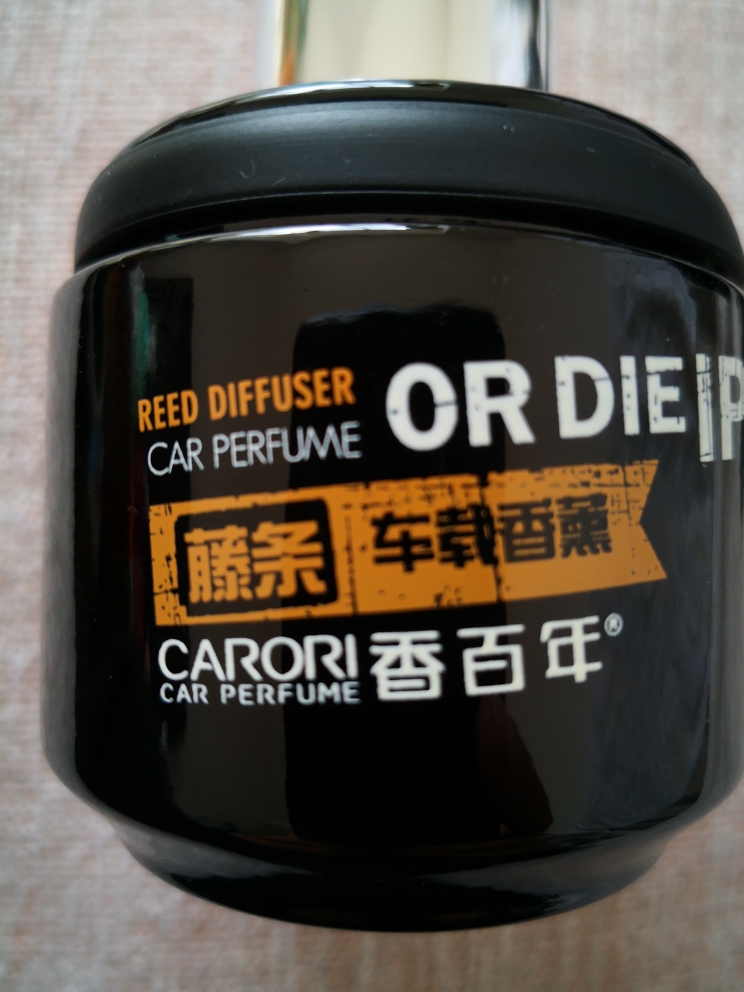 REED DIFFUSER
CAR PERFUME
OR DIE
藤条 车载香薰
CARORI 香百年®
CAR PERFUME